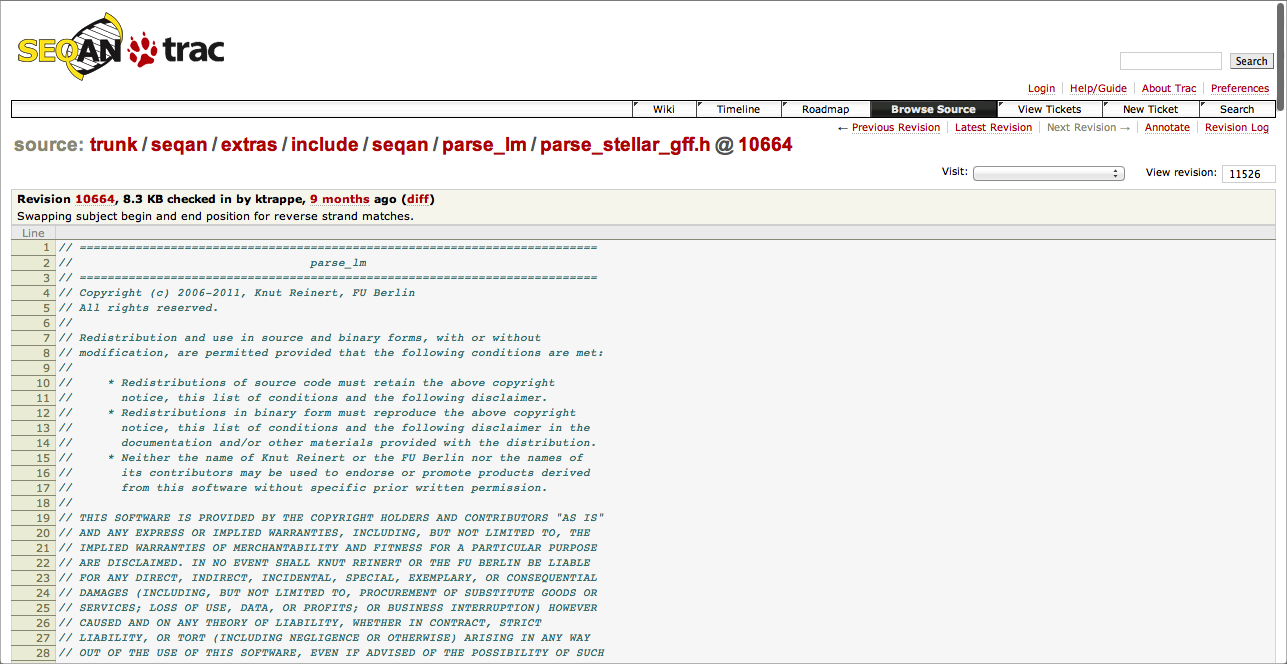 SEQAN trac
Search
Login Help/Guide About Trac Preferences
Wiki Timeline Roadmap Browse Source View Tickets New Ticket Search
← Previous Revision Latest Revision Next Revision → Annotate Revision Log
source: trunk / seqan / extras / include / seqan / parse_lm / parse_stellar_gff.h @ 10664
Visit: View revision: 11526
Revision 10664, 8.3 KB checked in by ktrappe, 9 months ago (diff)
Swapping subject begin and end position for reverse strand matches.
Line
1 // ==========================================================================
2 // parse_lm
3 // ==========================================================================
4 // Copyright (c) 2006-2011, Knut Reinert, FU Berlin
5 // All rights reserved.
6 //
7 // Redistribution and use in source and binary forms, with or without
8 // modification, are permitted provided that the following conditions are met:
9 //
10 // * Redistributions of source code must retain the above copyright
11 // notice, this list of conditions and the following disclaimer.
12 // * Redistributions in binary form must reproduce the above copyright
13 // notice, this list of conditions and the following disclaimer in the
14 // documentation and/or other materials provided with the distribution.
15 // * Neither the name of Knut Reinert or the FU Berlin nor the names of
16 // its contributors may be used to endorse or promote products derived
17 // from this software without specific prior written permission.
18 //
19 // THIS SOFTWARE IS PROVIDED BY THE COPYRIGHT HOLDERS AND CONTRIBUTORS "AS IS"
20 // AND ANY EXPRESS OR IMPLIED WARRANTIES, INCLUDING, BUT NOT LIMITED TO, THE
21 // IMPLIED WARRANTIES OF MERCHANTABILITY AND FITNESS FOR A PARTICULAR PURPOSE
22 // ARE DISCLAIMED. IN NO EVENT SHALL KNUT REINERT OR THE FU BERLIN BE LIABLE
23 // FOR ANY DIRECT, INDIRECT, INCIDENTAL, SPECIAL, EXEMPLARY, OR CONSEQUENTIAL
24 // DAMAGES (INCLUDING, BUT NOT LIMITED TO, PROCUREMENT OF SUBSTITUTE GOODS OR
25 // SERVICES; LOSS OF USE, DATA, OR PROFITS; OR BUSINESS INTERRUPTION) HOWEVER
26 // CAUSED AND ON ANY THEORY OF LIABILITY, WHETHER IN CONTRACT, STRICT
27 // LIABILITY, OR TORT (INCLUDING NEGLIGENCE OR OTHERWISE) ARISING IN ANY WAY
28 // OUT OF THE USE OF THIS SOFTWARE, EVEN IF ADVISED OF THE POSSIBILITY OF SUCH